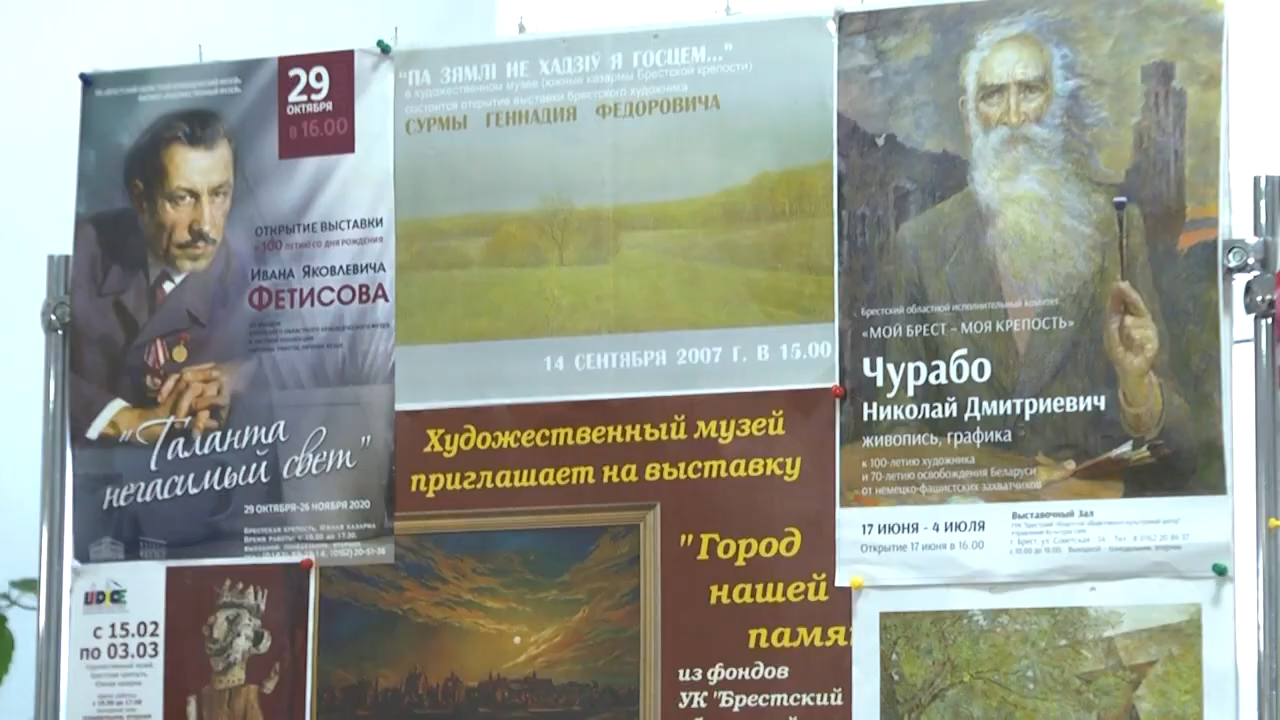 29
ОКТЯБРЯ
в 16.00
ОТКРЫТИЕ ВЫСТАВКИ
к 100-летию со дня рождения
Ивана Яковлевича
Фетисова
"Таланта
негасимый свет"
29 ОКТЯБРЯ-26 НОЯБРЯ 2020
Брестская крепость, Южная казарма
"ПА ЗЯМЛІ НЕ ХАДЗІЎ Я ГОСЦЕМ..."
в художественном музее (южные казармы Брестской крепости)
состоится открытие выставки брестского художника
СУРМЫ ГЕННАДИЯ ФЕДОРОВИЧА
14 СЕНТЯБРЯ 2007 Г. В 15.00
Брестский областной исполнительный комитет
«МОЙ БРЕСТ – МОЯ КРЕПОСТЬ»
Чурабо
Николай Дмитриевич
живопись, графика
к 100-летию художника
и 70-летию освобождения Беларуси
от немецко-фашистских захватчиков
17 ИЮНЯ - 4 ИЮЛЯ
Открытие 17 июня в 16.00
Выставочный Зал
Художественный музей
приглашает на выставку
"Город
нашей
памя
из фондов
УК "Брестский
с 15.02
по 03.03